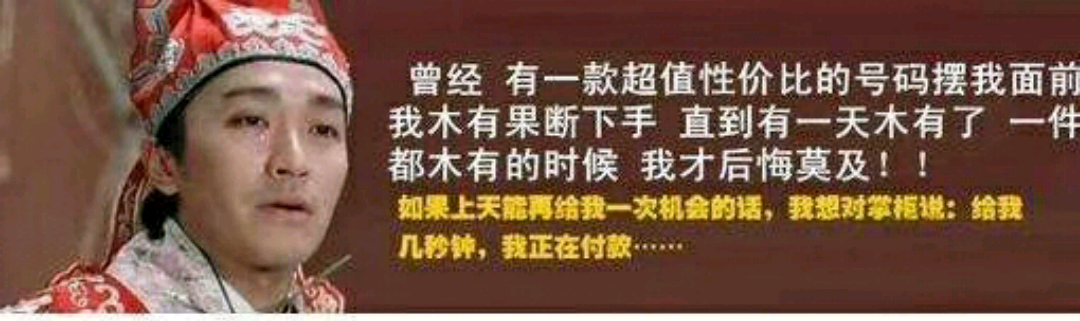 曾经 有一款超值性价比的号码摆我面前
我木有果断下手 直到有一天木有了 一件
都木有的时候 我才后悔莫及！！
如果上天能再给我一次机会的话，我想对掌柜说：给我
几秒钟，我正在付款……